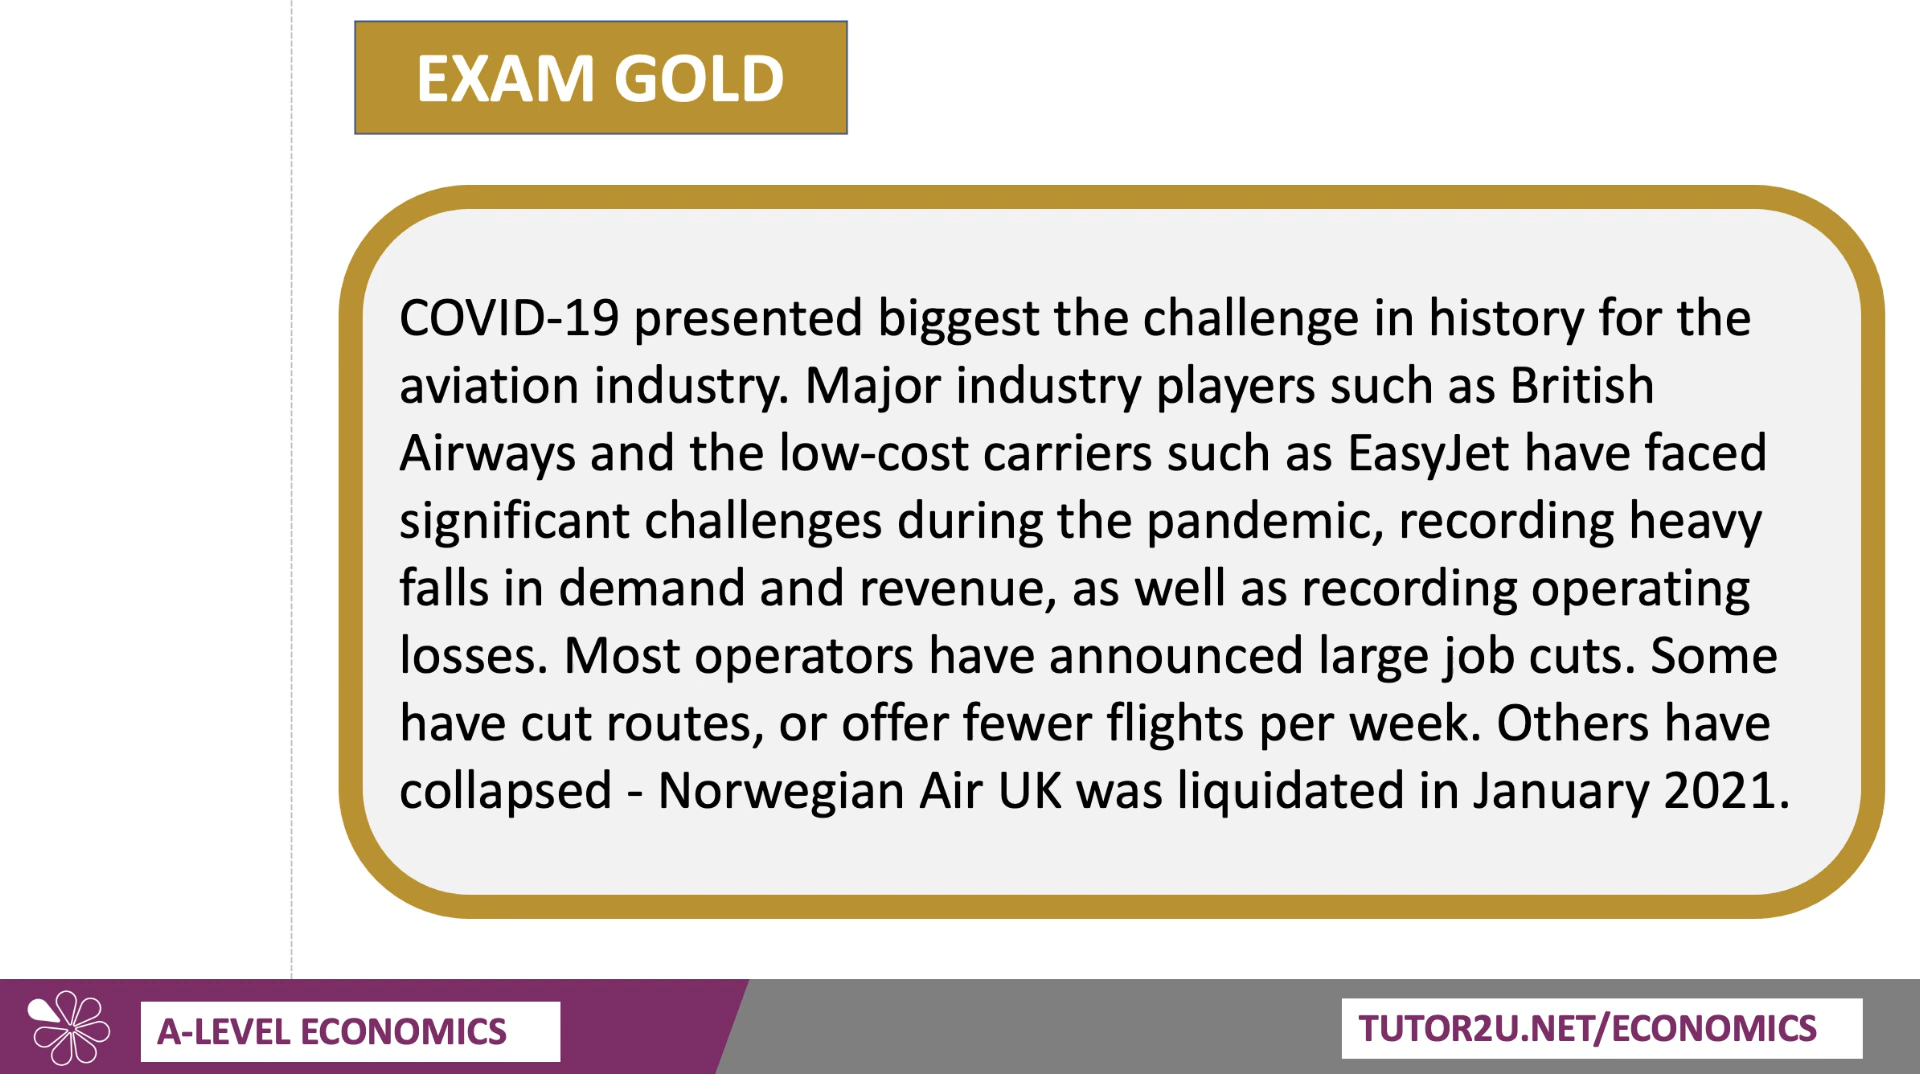 EXAM GOLD
COVID-19 presented biggest the challenge in history for the
aviation industry. Major industry players such as British
Airways and the low-cost carriers such as EasyJet have faced
significant challenges during the pandemic, recording heavy
falls in demand and revenue, as well as recording operating
losses. Most operators have announced large job cuts. Some
have cut routes, or offer fewer flights per week. Others have
collapsed - Norwegian Air UK was liquidated in January 2021.
A-LEVEL ECONOMICS
TUTOR2U.NET/ECONOMICS